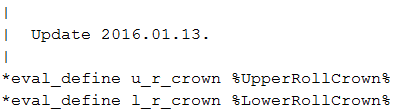 |
| Update 2016.01.13.
|
*eval_define u_r_crown %UpperRollCrown%
*eval_define l_r_crown %LowerRollCrown%